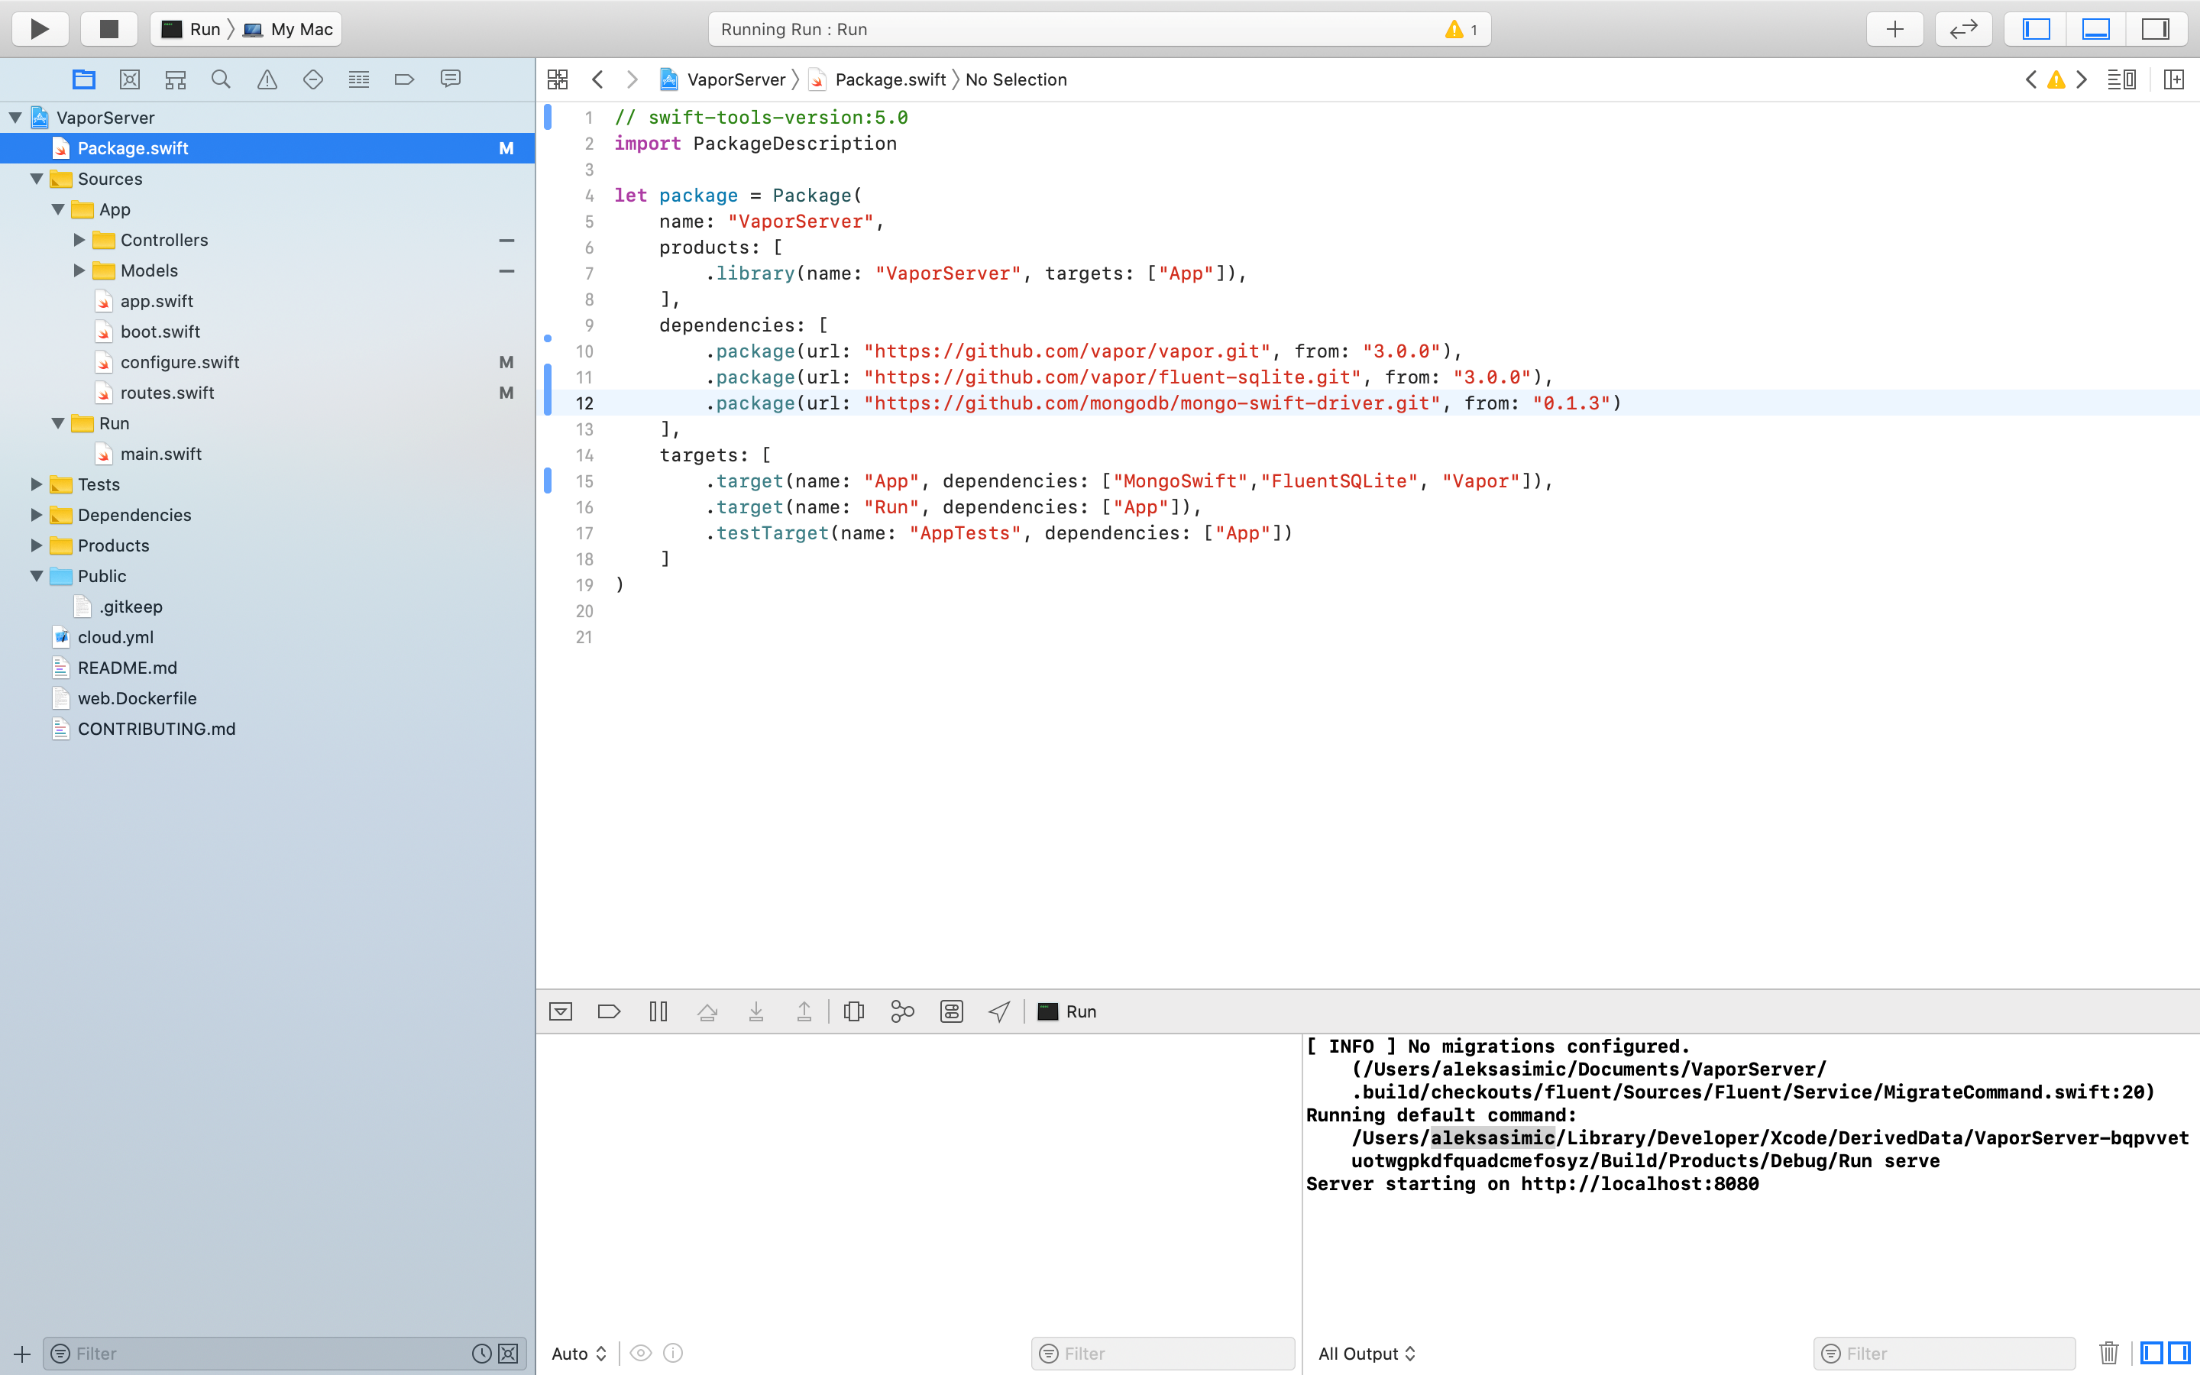 Run
My Mac
Running Run : Run
1
VaporServer
Package.swift M
Sources
App
Controllers
Models
app.swift
boot.swift
configure.swift M
routes.swift M
Run
main.swift
Tests
Dependencies
Products
Public
.gitkeep
cloud.yml
README.md
web.Dockerfile
CONTRIBUTING.md
Filter
VaporServer
Package.swift
No Selection
1 // swift-tools-version:5.0
2 import PackageDescription
3
4 let package = Package(
5 name: "VaporServer",
6 products: [
7 .library(name: "VaporServer", targets: ["App"]),
8 ],
9 dependencies: [
10 .package(url: "https://github.com/vapor/vapor.git", from: "3.0.0"),
11 .package(url: "https://github.com/vapor/fluent-sqlite.git", from: "3.0.0"),
12 .package(url: "https://github.com/mongodb/mongo-swift-driver.git", from: "0.1.3")
13 ],
14 targets: [
15 .target(name: "App", dependencies: ["MongoSwift","FluentSQLite", "Vapor"]),
16 .target(name: "Run", dependencies: ["App"]),
17 .testTarget(name: "AppTests", dependencies: ["App"])
18 ]
19 )
20
21
Run
[ INFO ] No migrations configured.
(/Users/aleksasimic/Documents/VaporServer/
.build/checkouts/fluent/Sources/Fluent/Service/MigrateCommand.swift:20)
Running default command:
/Users/aleksasimic/Library/Developer/Xcode/DerivedData/VaporServer-bqpvvet
uotwgpkdfquadcmefosyz/Build/Products/Debug/Run serve
Server starting on http://localhost:8080
Auto
Filter
All Output
Filter